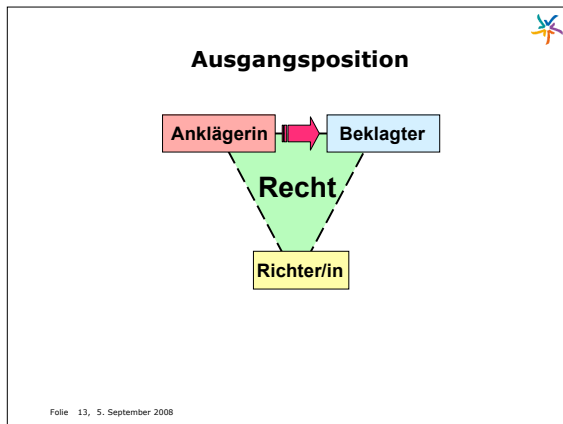 Ausgangsposition
Anklägerin
Beklagter
Recht
Richter/in
Folie 13, 5. September 2008